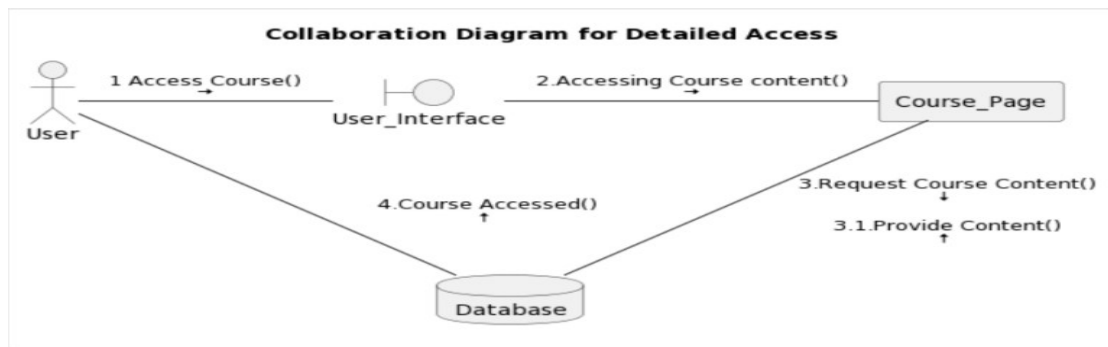 Collaboration Diagram for Detailed Access
1 Access Course()
2.Accessing Course content()
User
User_Interface
Course_Page
3.Request Course Content()
4.Course Accessed()
3.1.Provide Content()
Database